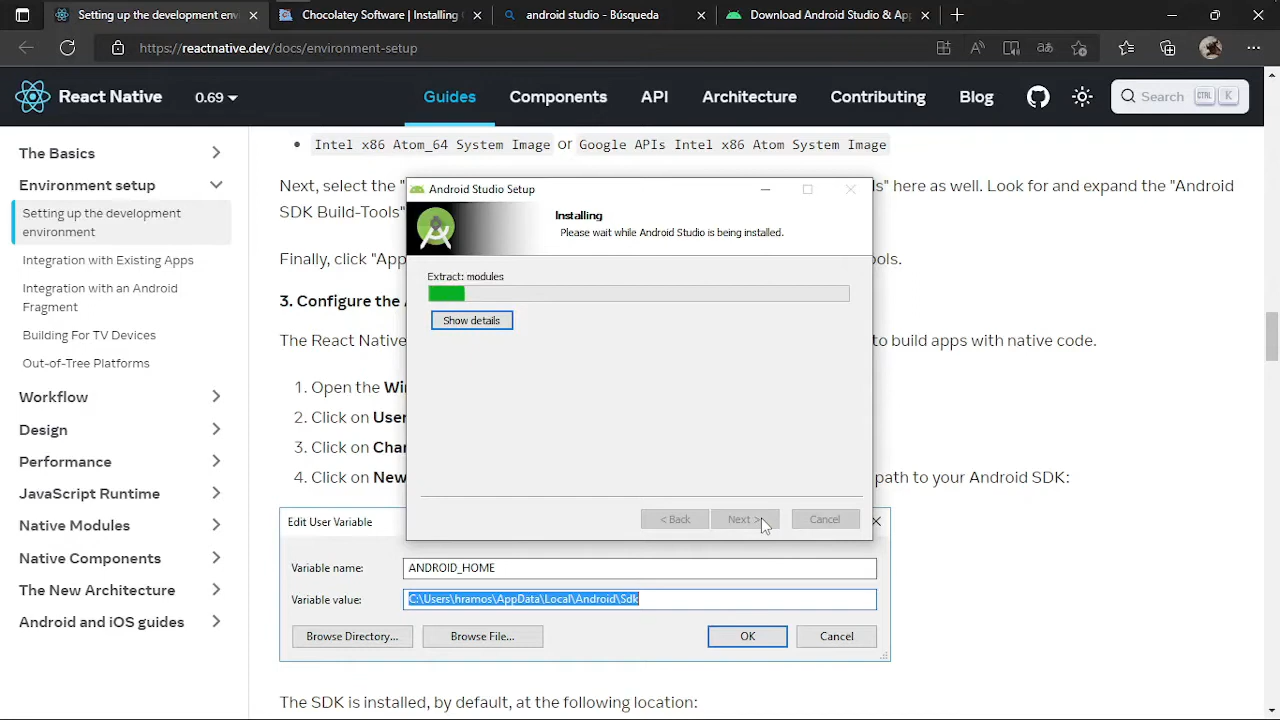 Setting up the development envi
Chocolatey Software | Installing C
android studio - Búsqueda
Download Android Studio & App
https://reactnative.dev/docs/environment-setup
React Native
0.69
Guides
Components
API
Architecture
Contributing
Blog
Search
CTRL
K
The Basics
Environment setup
Setting up the development
environment
Integration with Existing Apps
Integration with an Android
Fragment
Building For TV Devices
Out-of-Tree Platforms
Workflow
Design
Performance
JavaScript Runtime
Native Modules
Native Components
The New Architecture
Android and iOS guides
Intel x86 Atom_64 System Image or Google APIs Intel x86 Atom System Image
Next, select the " s" here as well. Look for and expand the "Android
SDK Build-Tools"
Finally, click "App ols.
3. Configure the A
The React Native to build apps with native code.
1. Open the Win
2. Click on User
3. Click on Char
4. Click on New path to your Android SDK:
Android Studio Setup
Installing
Please wait while Android Studio is being installed.
Extract: modules
Show details
< Back
Next >
Cancel
Edit User Variable
Variable name:
ANDROID_HOME
Variable value:
C:\Users\hramos\AppData\Local\Android\Sdk
Browse Directory...
Browse File...
OK
Cancel
The SDK is installed, by default, at the following location: